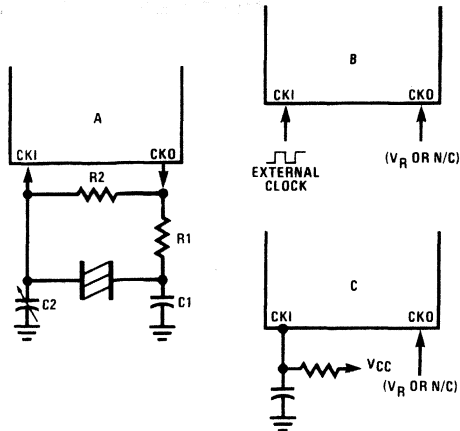 A
CKI
CKO
R2
R1
C2
C1
B
CKI
CKO
EXTERNAL
CLOCK
(VR OR N/C)
C
CKI
CKO
VCC
(VR OR N/C)